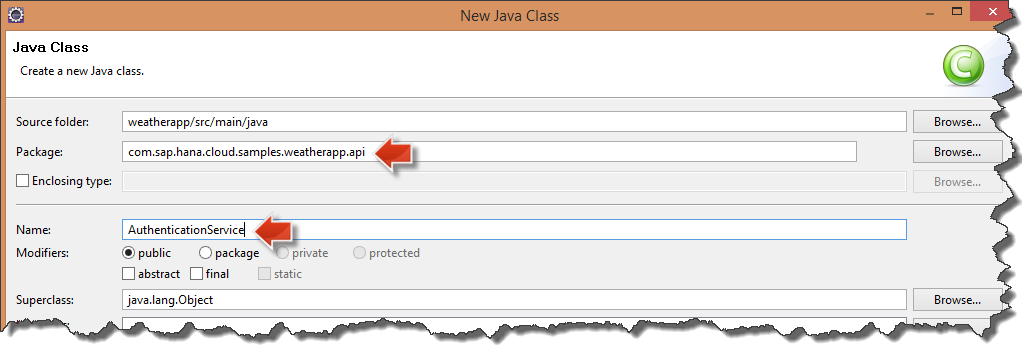 New Java Class
Java Class
Create a new Java class.
C
Source folder: weatherapp/src/main/java Browse...
Package: com.sap.hana.cloud.samples.weatherapp.api Browse...
Enclosing type: Browse...
Name: AuthenticationService
Modifiers: public package private protected
abstract final static
Superclass: java.lang.Object Browse...